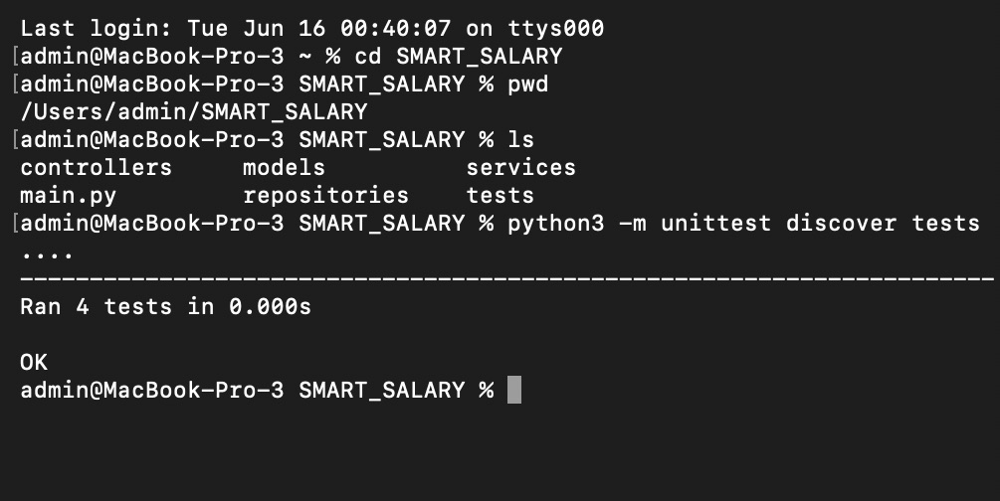 Last login: Tue Jun 16 00:40:07 on ttys000
[admin@MacBook-Pro-3 ~ % cd SMART_SALARY
[admin@MacBook-Pro-3 SMART_SALARY % pwd
/Users/admin/SMART_SALARY
[admin@MacBook-Pro-3 SMART_SALARY % ls
controllers     models          services
main.py         repositories    tests
[admin@MacBook-Pro-3 SMART_SALARY % python3 -m unittest discover tests
....
----------------------------------------------------------------------
Ran 4 tests in 0.000s

OK
admin@MacBook-Pro-3 SMART_SALARY %